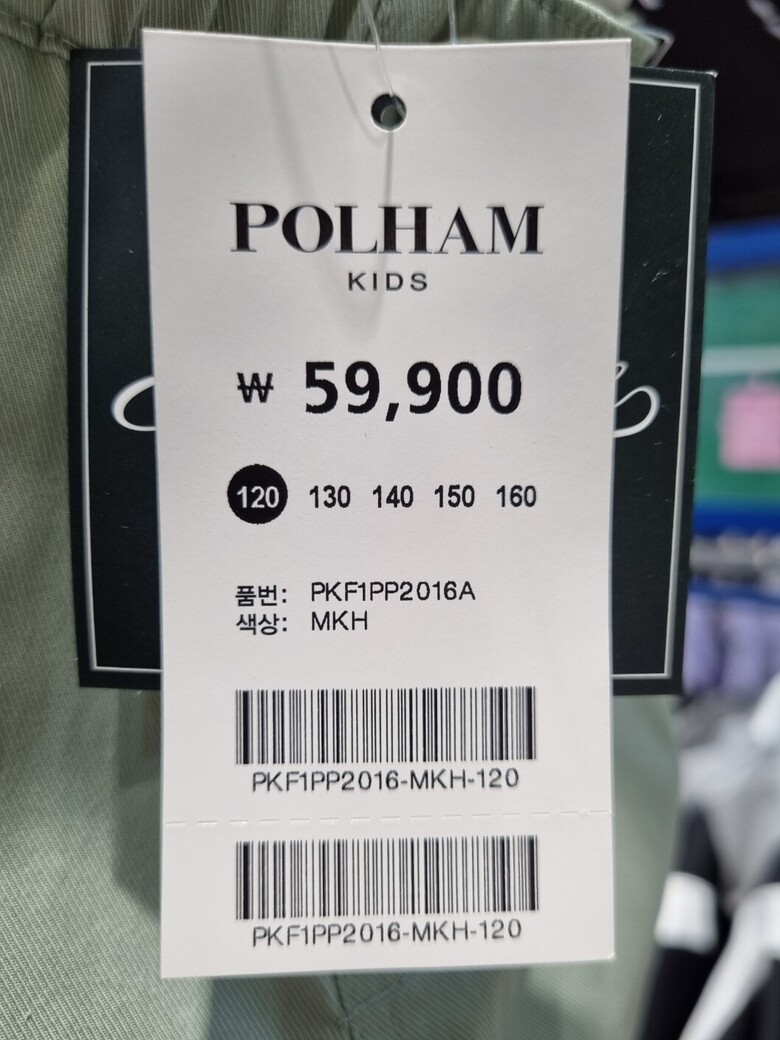 POLHAM
KIDS
₩ 59,900
120 130 140 150 160
품번: PKF1PP2016A
색상: MKH
PKF1PP2016-MKH-120
PKF1PP2016-MKH-120